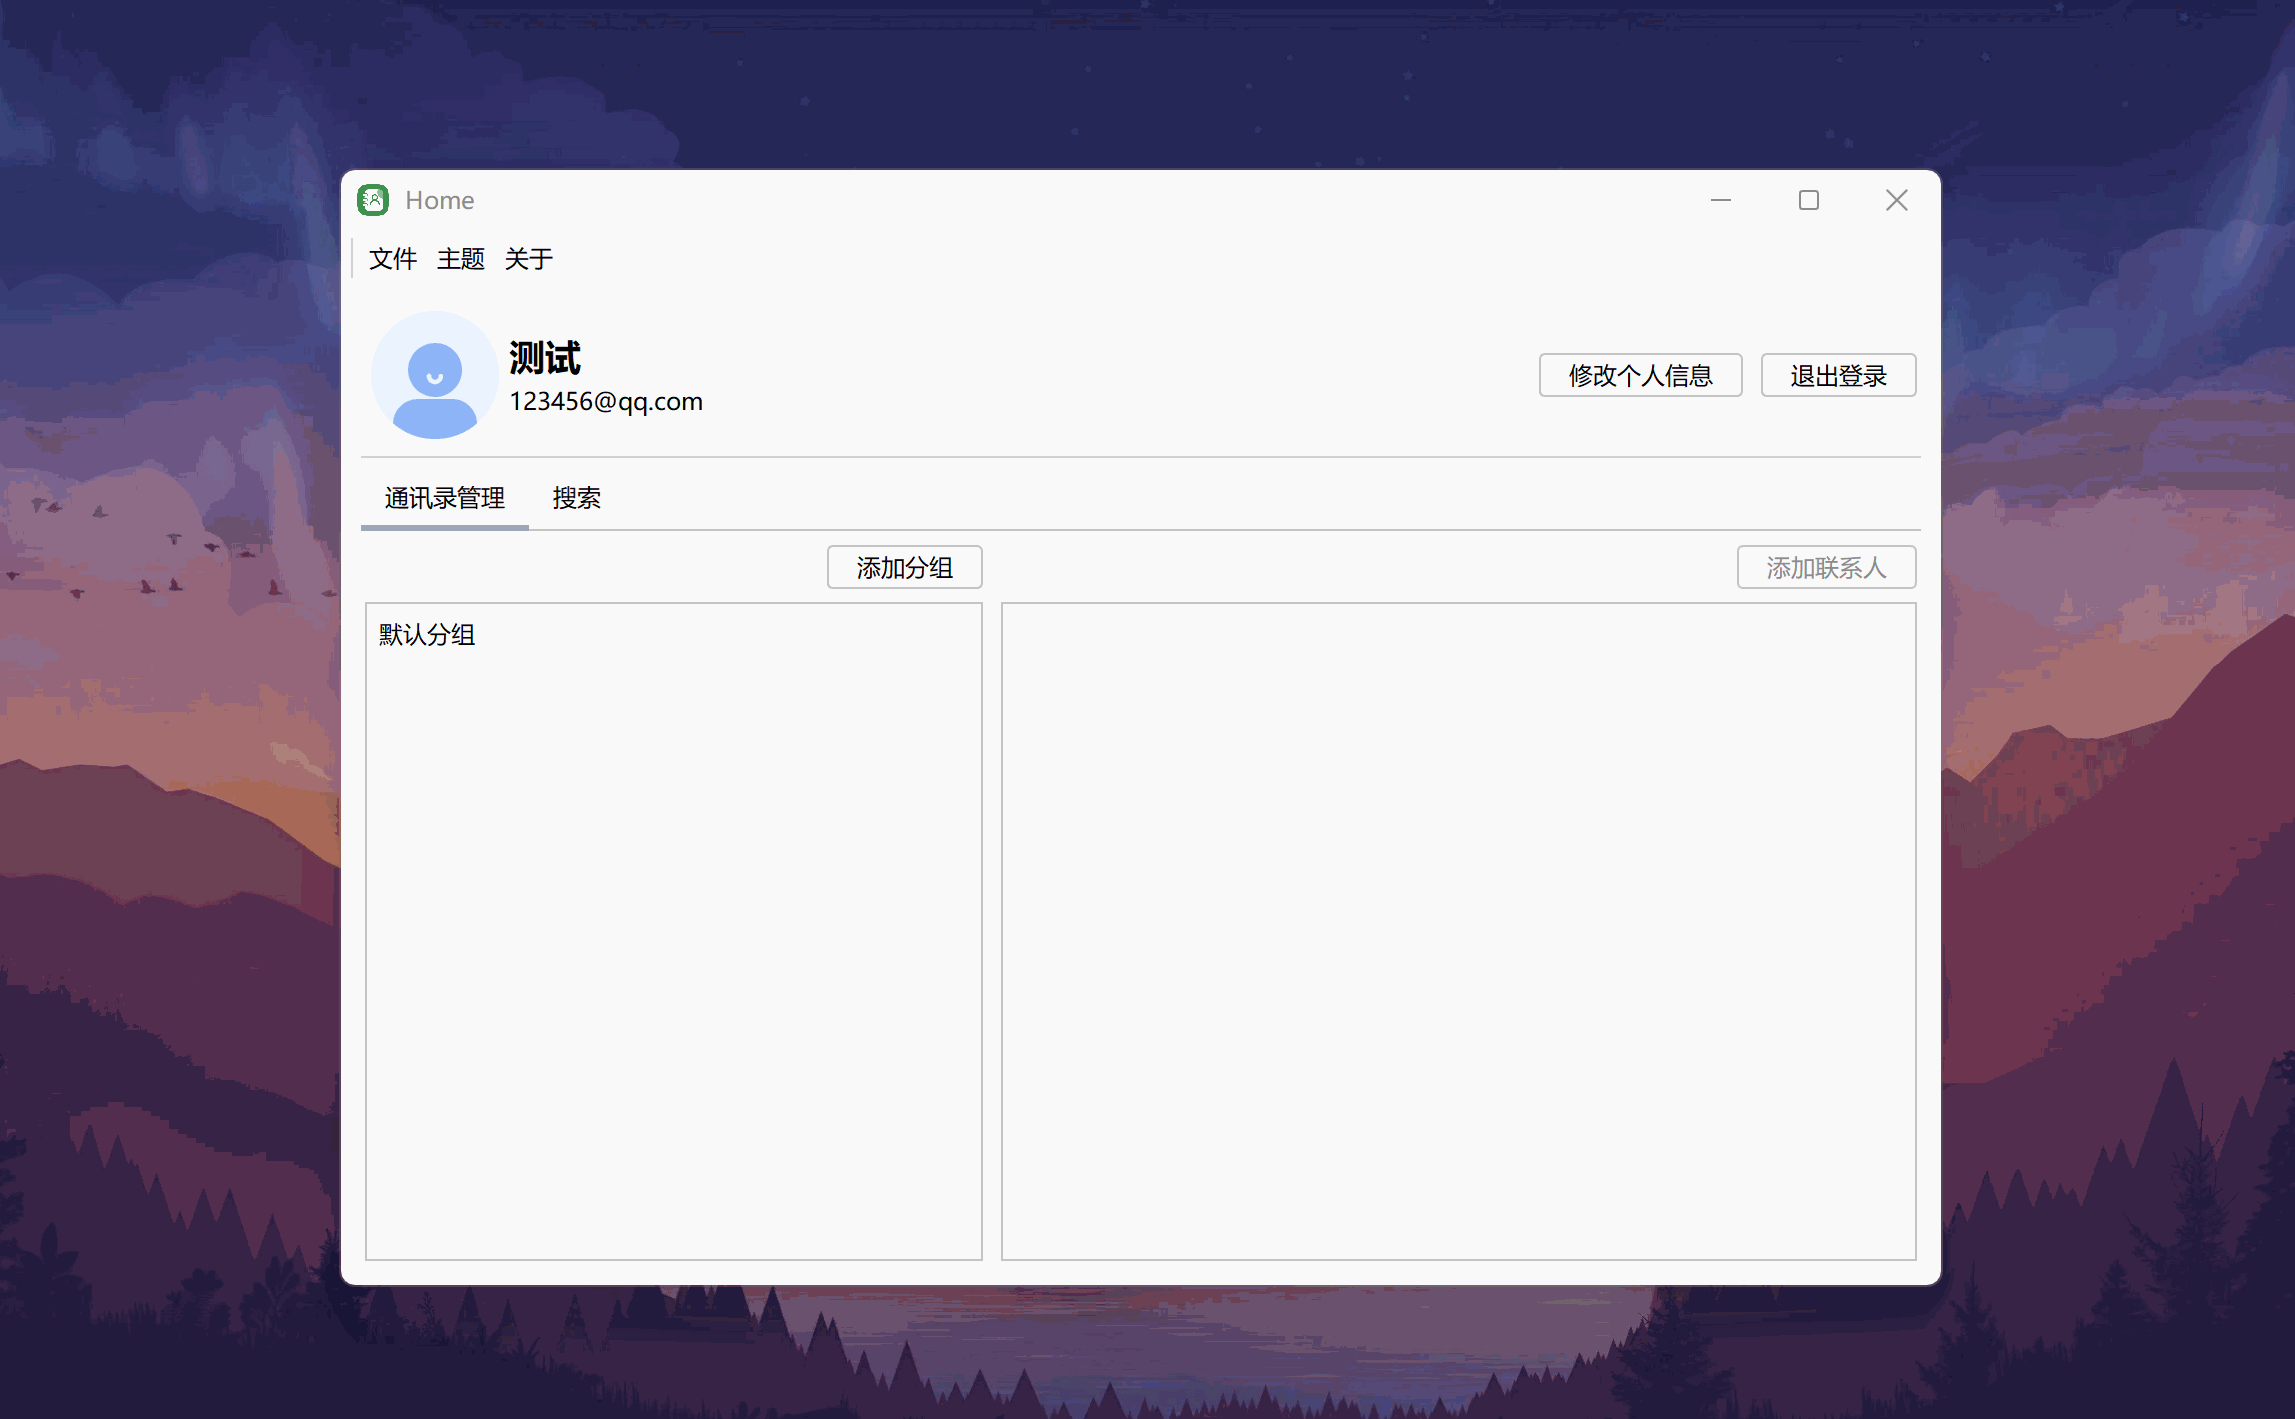 Home
文件 主题 关于
测试
123456@qq.com
修改个人信息 退出登录
通讯录管理 搜索
添加分组 添加联系人
默认分组